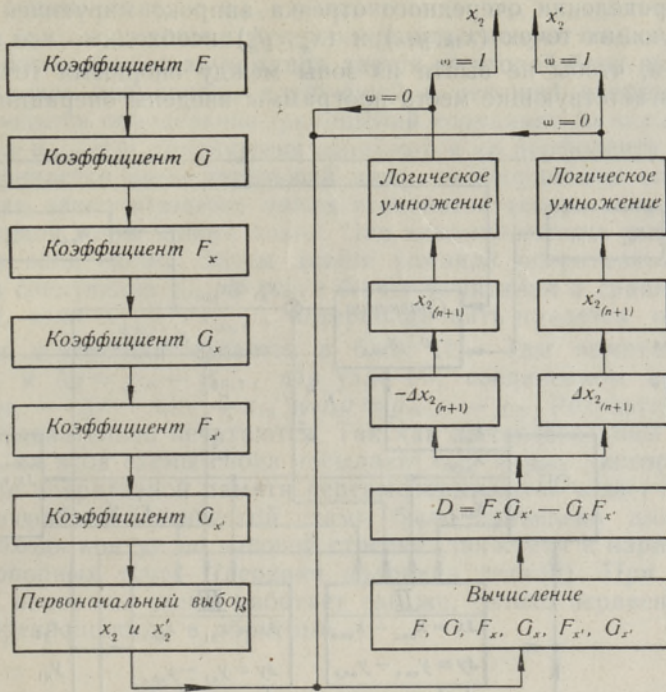 Коэффициент F
Коэффициент G
Коэффициент Fₓ
Коэффициент Gₓ
Коэффициент Fₓ'
Коэффициент Gₓ'
Первоначальный выбор
x₂ и x₂'
x₂ x₂'
ω = 1 ω = 1
ω = 0
ω = 0
Логическое умножение
Логическое умножение
x₂₍ₙ₊₁₎ x'₂₍ₙ₊₁₎
−Δx₂₍ₙ₊₁₎ Δx'₂₍ₙ₊₁₎
D = FₓGₓ' — GₓFₓ'
Вычисление
F, G, Fₓ, Gₓ, Fₓ', Gₓ'